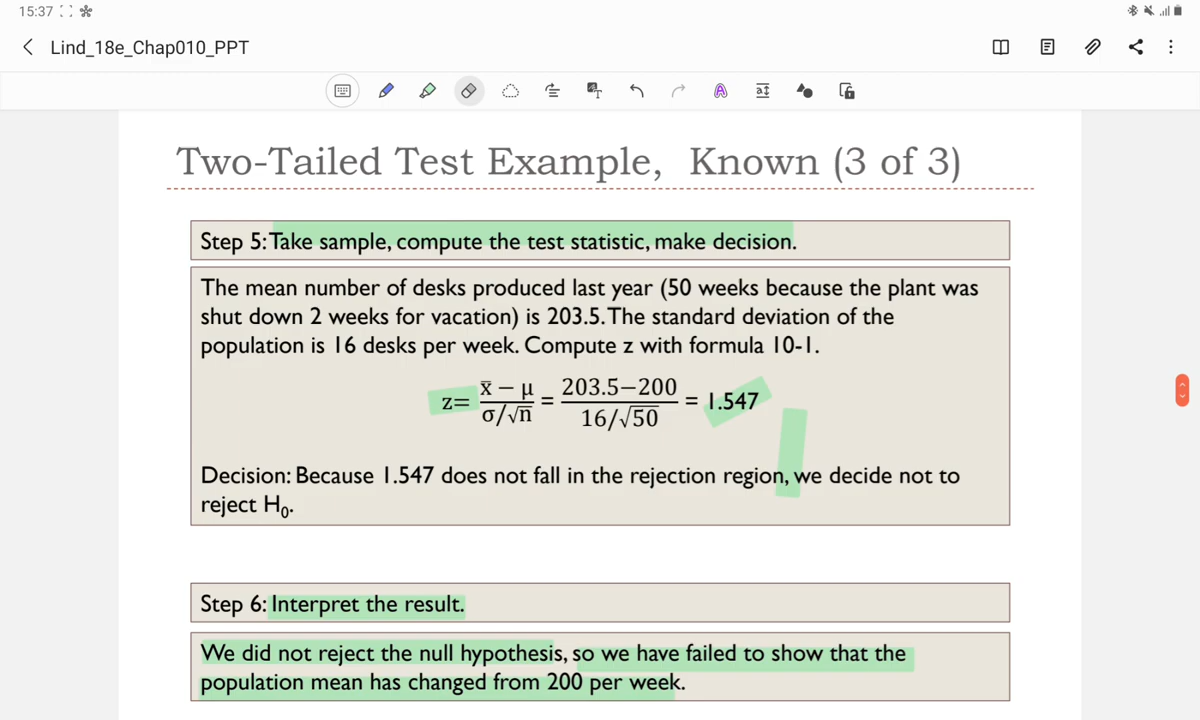 15:37
Lind_18e_Chap010_PPT
Two-Tailed Test Example, Known (3 of 3)
Step 5: Take sample, compute the test statistic, make decision.
The mean number of desks produced last year (50 weeks because the plant was
shut down 2 weeks for vacation) is 203.5. The standard deviation of the
population is 16 desks per week. Compute z with formula 10-1.
z= x̄ − µ / σ/√n = 203.5−200 / 16/√50 = 1.547
Decision: Because 1.547 does not fall in the rejection region, we decide not to
reject H₀.
Step 6: Interpret the result.
We did not reject the null hypothesis, so we have failed to show that the
population mean has changed from 200 per week.